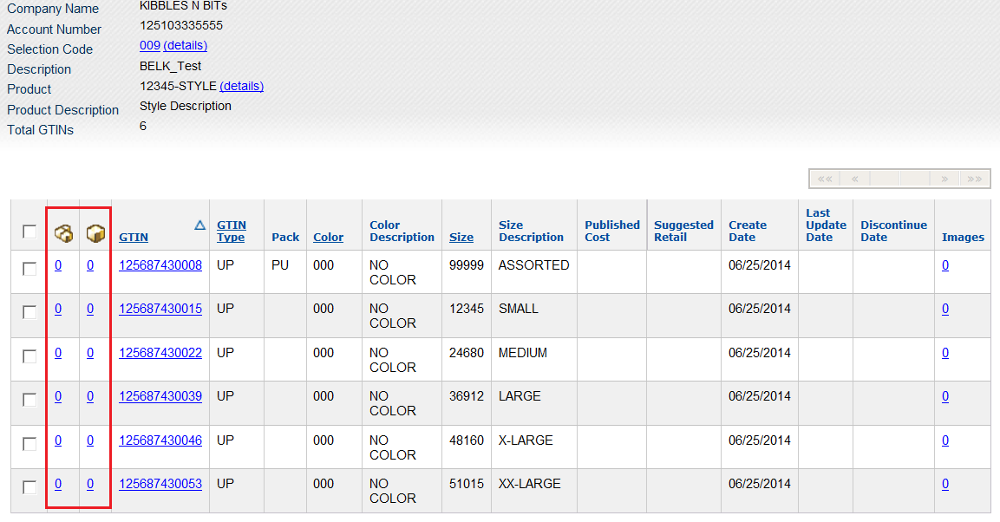 Company Name KIBBLES N BITs
Account Number 125103335555
Selection Code 009 (details)
Description BELK_Test
Product 12345-STYLE (details)
Product Description Style Description
Total GTINs 6
«« « » »»
GTIN GTIN Type Pack Color Color Description Size Size Description Published Cost Suggested Retail Create Date Last Update Date Discontinue Date Images
0 0 125687430008 UP PU 000 NO COLOR 99999 ASSORTED 06/25/2014 0
0 0 125687430015 UP 000 NO COLOR 12345 SMALL 06/25/2014 0
0 0 125687430022 UP 000 NO COLOR 24680 MEDIUM 06/25/2014 0
0 0 125687430039 UP 000 NO COLOR 36912 LARGE 06/25/2014 0
0 0 125687430046 UP 000 NO COLOR 48160 X-LARGE 06/25/2014 0
0 0 125687430053 UP 000 NO COLOR 51015 XX-LARGE 06/25/2014 0